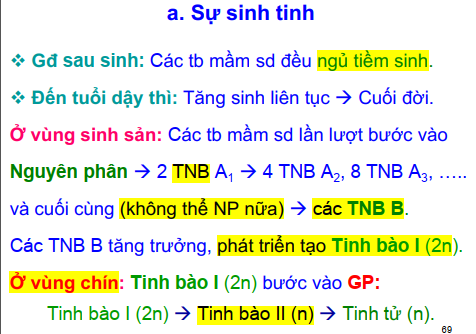 a. Sự sinh tinh
❖ Gđ sau sinh: Các tb mầm sd đều ngủ tiềm sinh.
❖ Đến tuổi dậy thì: Tăng sinh liên tục → Cuối đời.
Ở vùng sinh sản: Các tb mầm sd lần lượt bước vào
Nguyên phân → 2 TNB A₁ → 4 TNB A₂, 8 TNB A₃, …..
và cuối cùng (không thể NP nữa) → các TNB B.
Các TNB B tăng trưởng, phát triển tạo Tinh bào I (2n).
Ở vùng chín: Tinh bào I (2n) bước vào GP:
Tinh bào I (2n) → Tinh bào II (n) → Tinh tử (n).
69